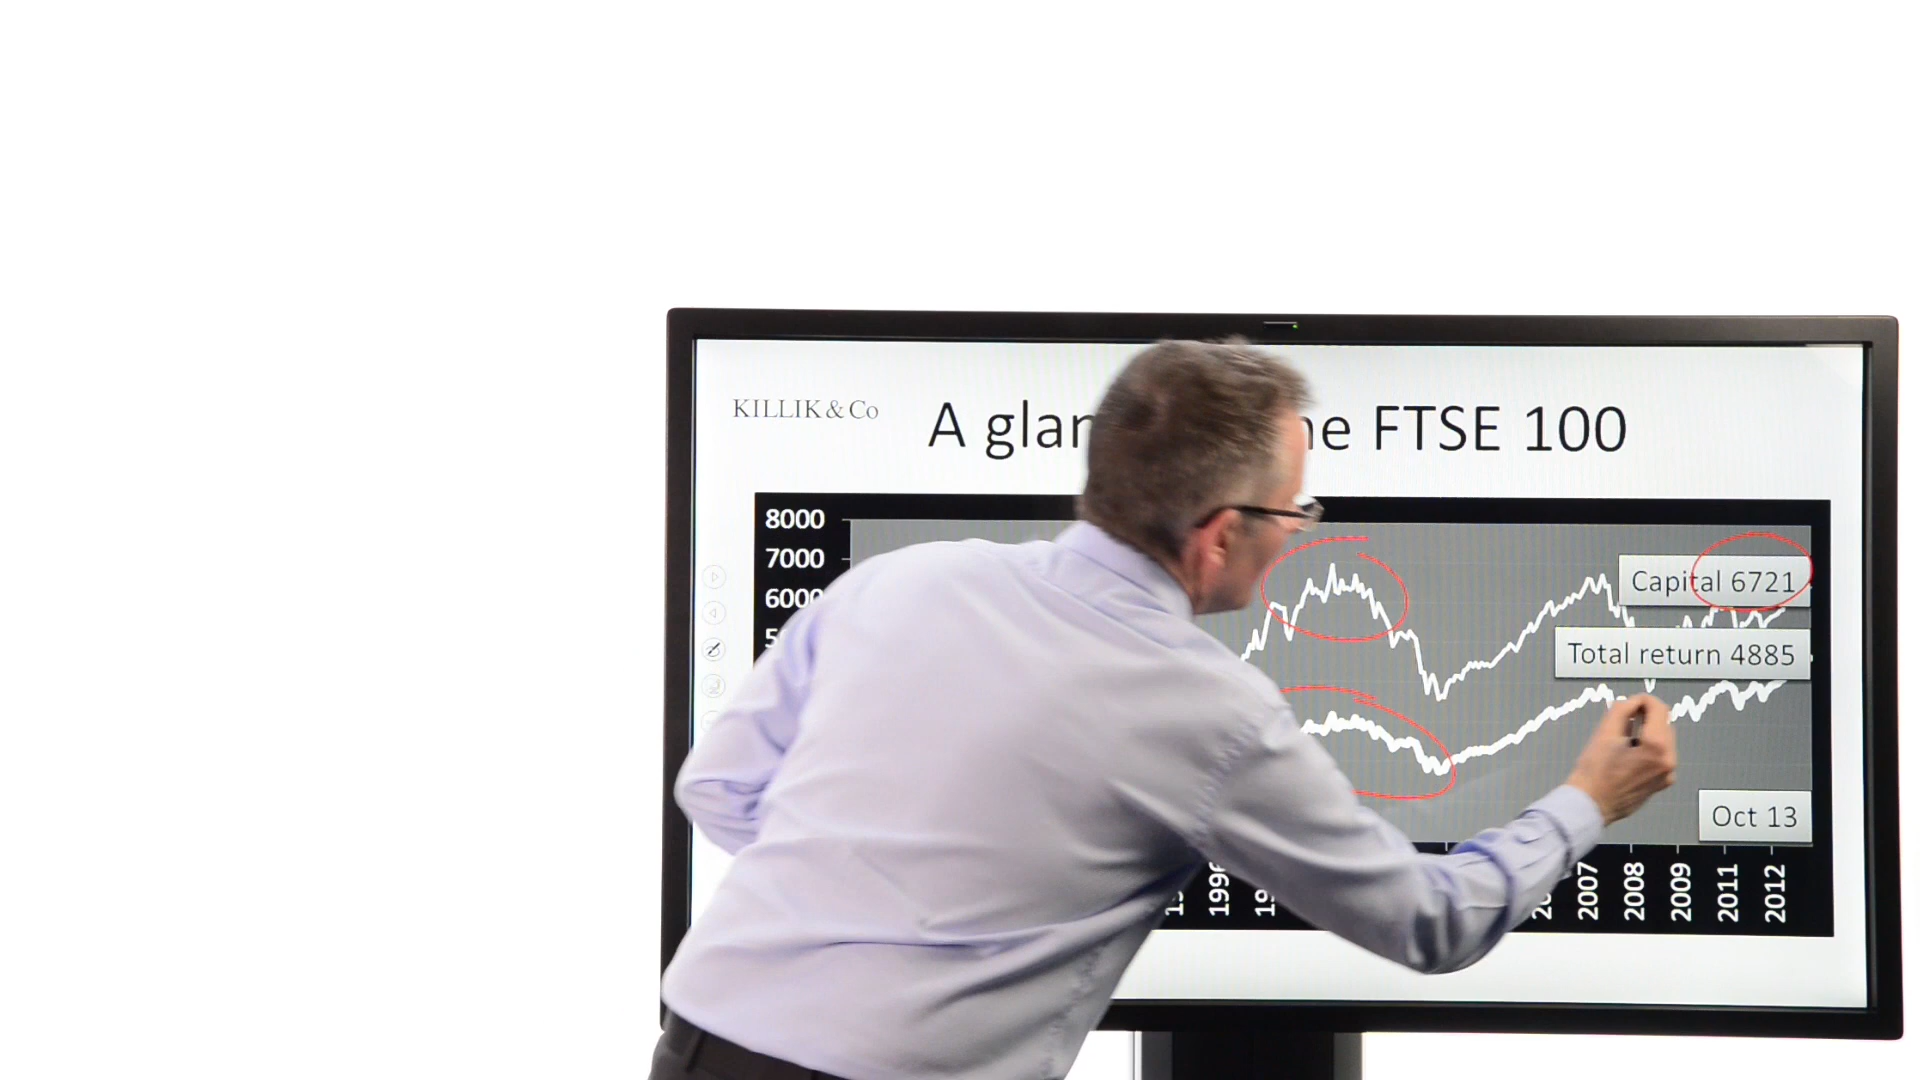 KILLIK & Co
A glan he FTSE 100
8000
7000
6000
Capital 6721
Total return 4885
Oct 13
1996
2007
2008
2009
2011
2012